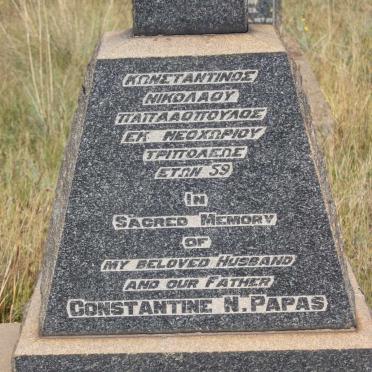 ΚΩΝΣΤΑΝΤΙΝΟΣ
ΝΙΚΟΛΑΟΥ
ΠΑΠΑΔΟΠΟΥΛΟΣ
ΕΚ ΝΕΟΧΩΡΙΟΥ
ΤΡΙΠΟΛΕΩΣ
ΕΤΩΝ 59
IN
SACRED MEMORY
OF
MY BELOVED HUSBAND
AND OUR FATHER
CONSTANTINE N. PAPAS